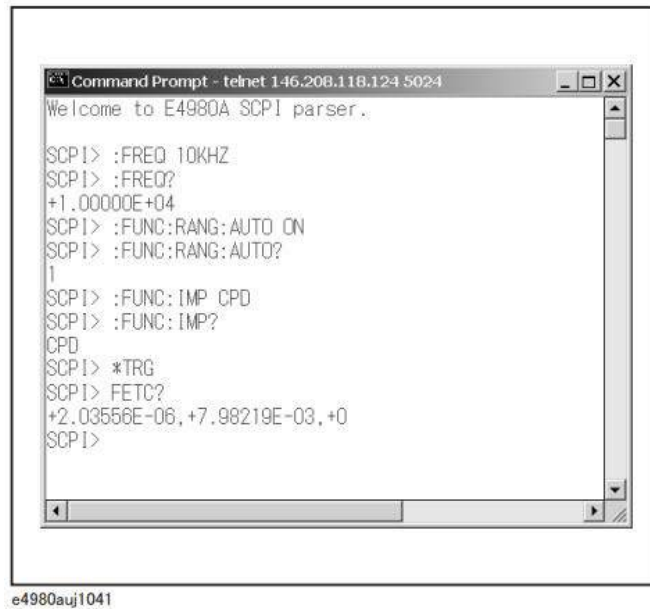 Command Prompt - telnet 146.208.118.124 5024
Welcome to E4980A SCPI parser.
SCPI> :FREQ 10KHZ
SCPI> :FREQ?
+1.00000E+04
SCPI> :FUNC:RANG:AUTO ON
SCPI> :FUNC:RANG:AUTO?
1
SCPI> :FUNC:IMP CPD
SCPI> :FUNC:IMP?
CPD
SCPI> *TRG
SCPI> FETC?
+2.03556E-06,+7.98219E-03,+0
SCPI>
e4980auj1041